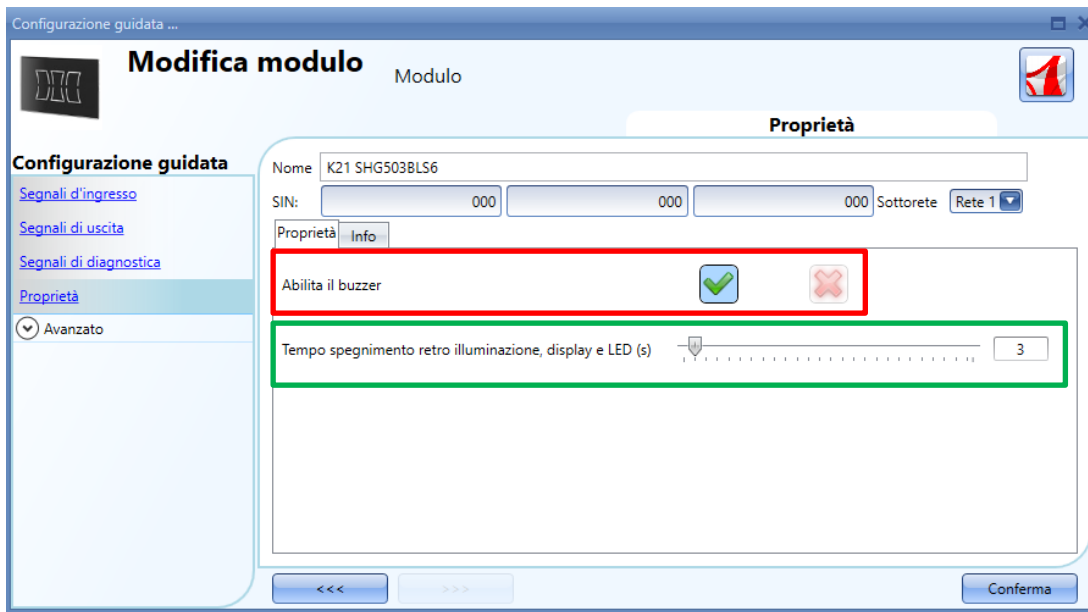 Configurazione guidata ...
Modifica modulo
Modulo
Proprietà
Configurazione guidata
Segnali d'ingresso
Segnali di uscita
Segnali di diagnostica
Proprietà
Avanzato
Nome K21 SHG503BLS6
SIN: 000 000 000 Sottorete Rete 1
Proprietà Info
Abilita il buzzer
Tempo spegnimento retro illuminazione, display e LED (s) 3
<<< >>> Conferma